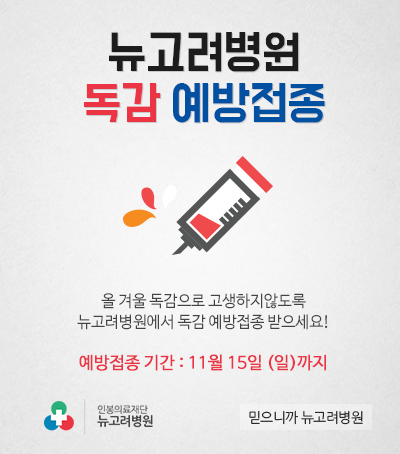 뉴고려병원
독감 예방접종
올 겨울 독감으로 고생하지않도록
뉴고려병원에서 독감 예방접종 받으세요!
예방접종 기간 : 11월 15일 (일)까지
인봉의료재단
뉴고려병원
믿으니까 뉴고려병원